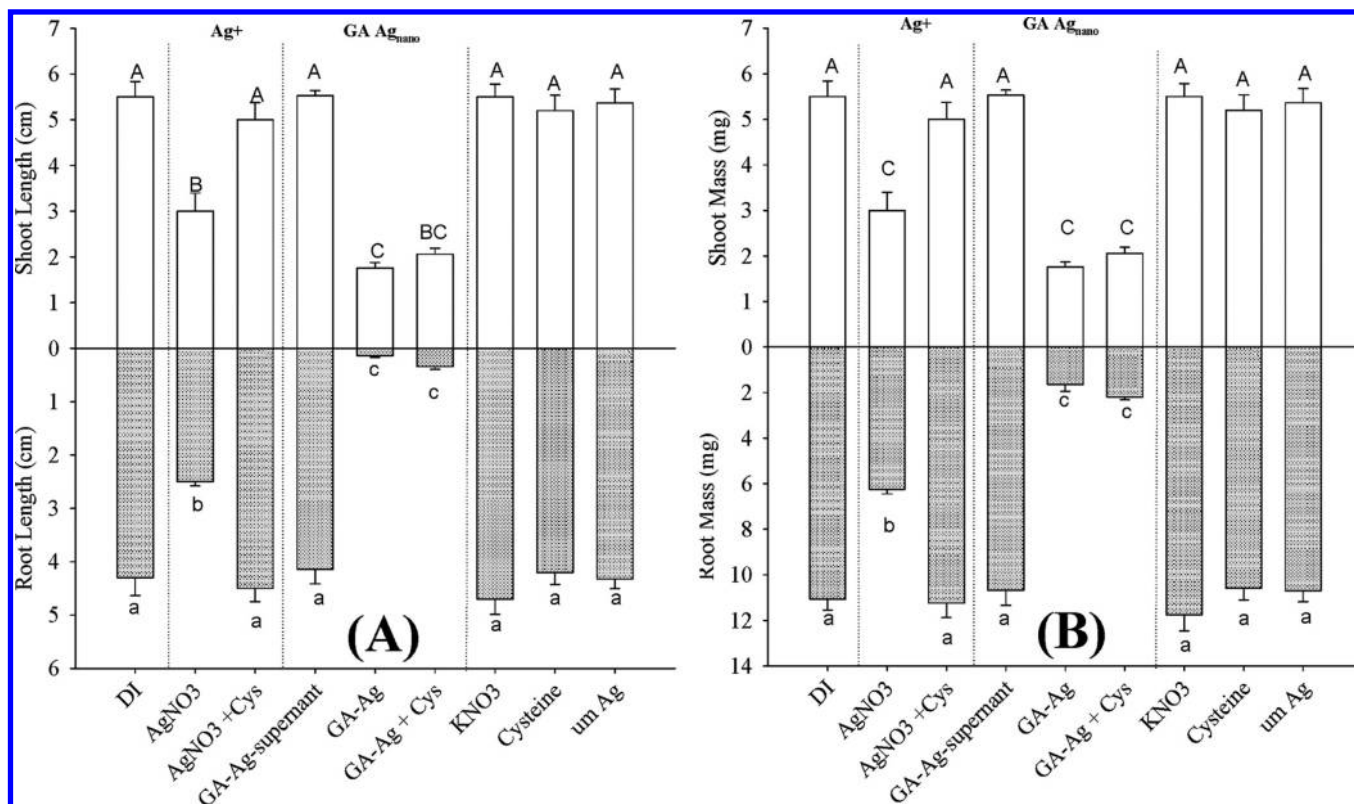 Ag+ GA Ag_nano
7
6
5
4
3
2
1
0
1
2
3
4
5
6
Shoot Length (cm)
Root Length (cm)
A
B
A
A
C
BC
A
A
A
a
b
a
a
c
c
a
a
a
(A)
DI
AgNO3
AgNO3 +Cys
GA-Ag-supernant
GA-Ag
GA-Ag + Cys
KNO3
Cysteine
um Ag
Ag+ GA Ag_nano
7
6
5
4
3
2
1
0
2
4
6
8
10
12
14
Shoot Mass (mg)
Root Mass (mg)
A
C
A
A
C
C
A
A
A
a
b
a
a
c
c
a
a
a
(B)
DI
AgNO3
AgNO3 +Cys
GA-Ag-supernant
GA-Ag
GA-Ag + Cys
KNO3
Cysteine
um Ag